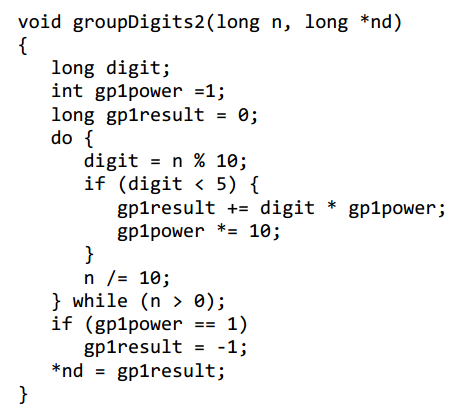 void groupDigits2(long n, long *nd)
{
   long digit;
   int gp1power =1;
   long gp1result = 0;
   do {
      digit = n % 10;
      if (digit < 5) {
         gp1result += digit * gp1power;
         gp1power *= 10;
      }
      n /= 10;
   } while (n > 0);
   if (gp1power == 1)
      gp1result = -1;
   *nd = gp1result;
}